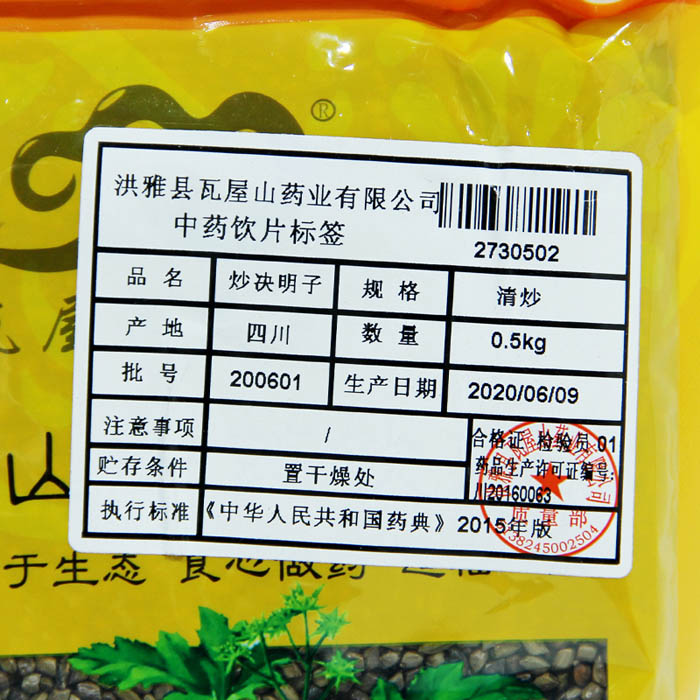 ®
洪雅县瓦屋山药业有限公司
中药饮片标签
2730502
品 名 炒决明子 规 格 清炒
产 地 四川 数 量 0.5kg
批 号 200601 生产日期 2020/06/09
注意事项 /
合格证 检验员 01
药品生产许可证编号:
川20160063
贮存条件 置干燥处
执行标准 《中华人民共和国药典》2015年版
质量部
38245002504
屋
山
于生态 良心做药